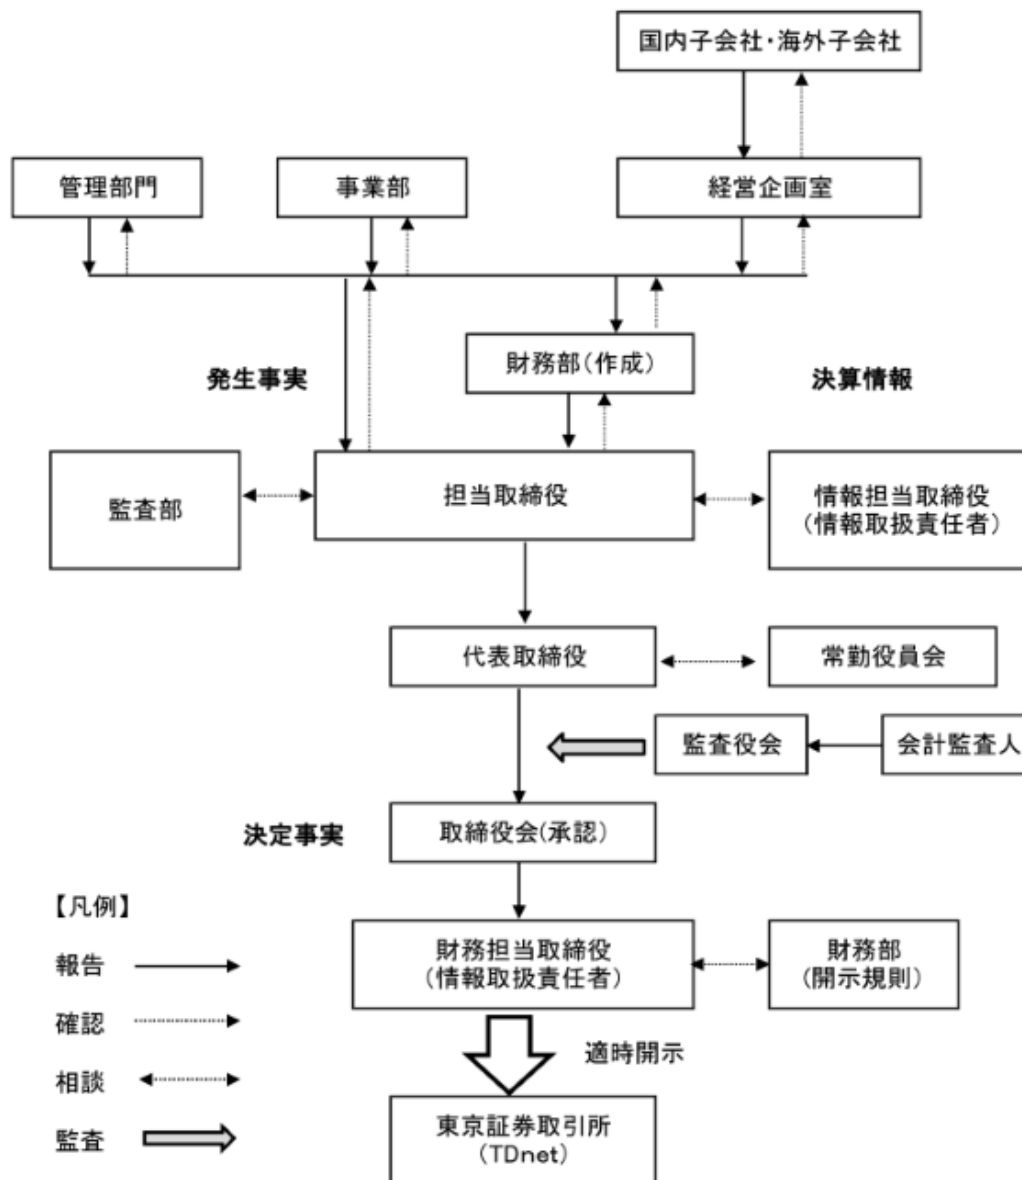 国内子会社・海外子会社
管理部門
事業部
経営企画室
財務部(作成)
発生事実
決算情報
監査部
担当取締役
情報担当取締役
(情報取扱責任者)
代表取締役
常勤役員会
監査役会
会計監査人
決定事実
取締役会(承認)
【凡例】
報告
確認
相談
監査
財務担当取締役
(情報取扱責任者)
財務部
(開示規則)
適時開示
東京証券取引所
(TDnet)